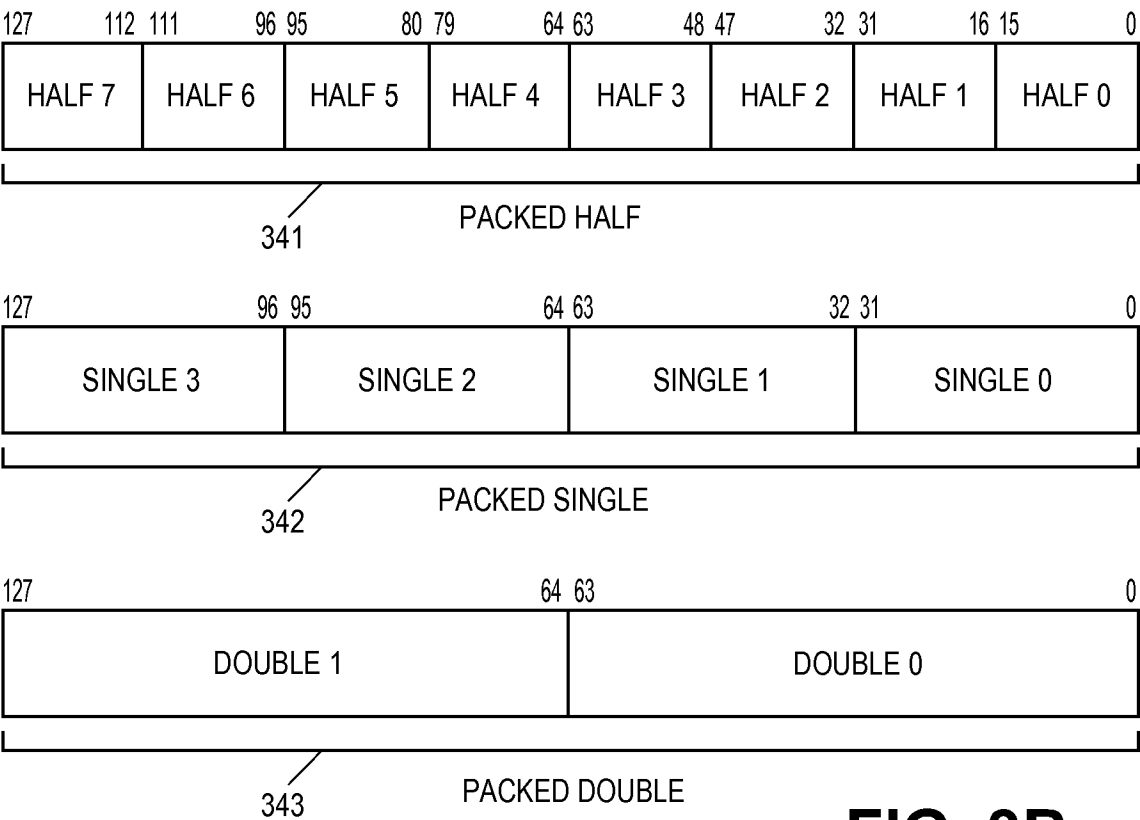 127 112 111 96 95 80 79 64 63 48 47 32 31 16 15 0
HALF 7 HALF 6 HALF 5 HALF 4 HALF 3 HALF 2 HALF 1 HALF 0
PACKED HALF
341
127 96 95 64 63 32 31 0
SINGLE 3 SINGLE 2 SINGLE 1 SINGLE 0
PACKED SINGLE
342
127 64 63 0
DOUBLE 1 DOUBLE 0
PACKED DOUBLE
343
FIG.